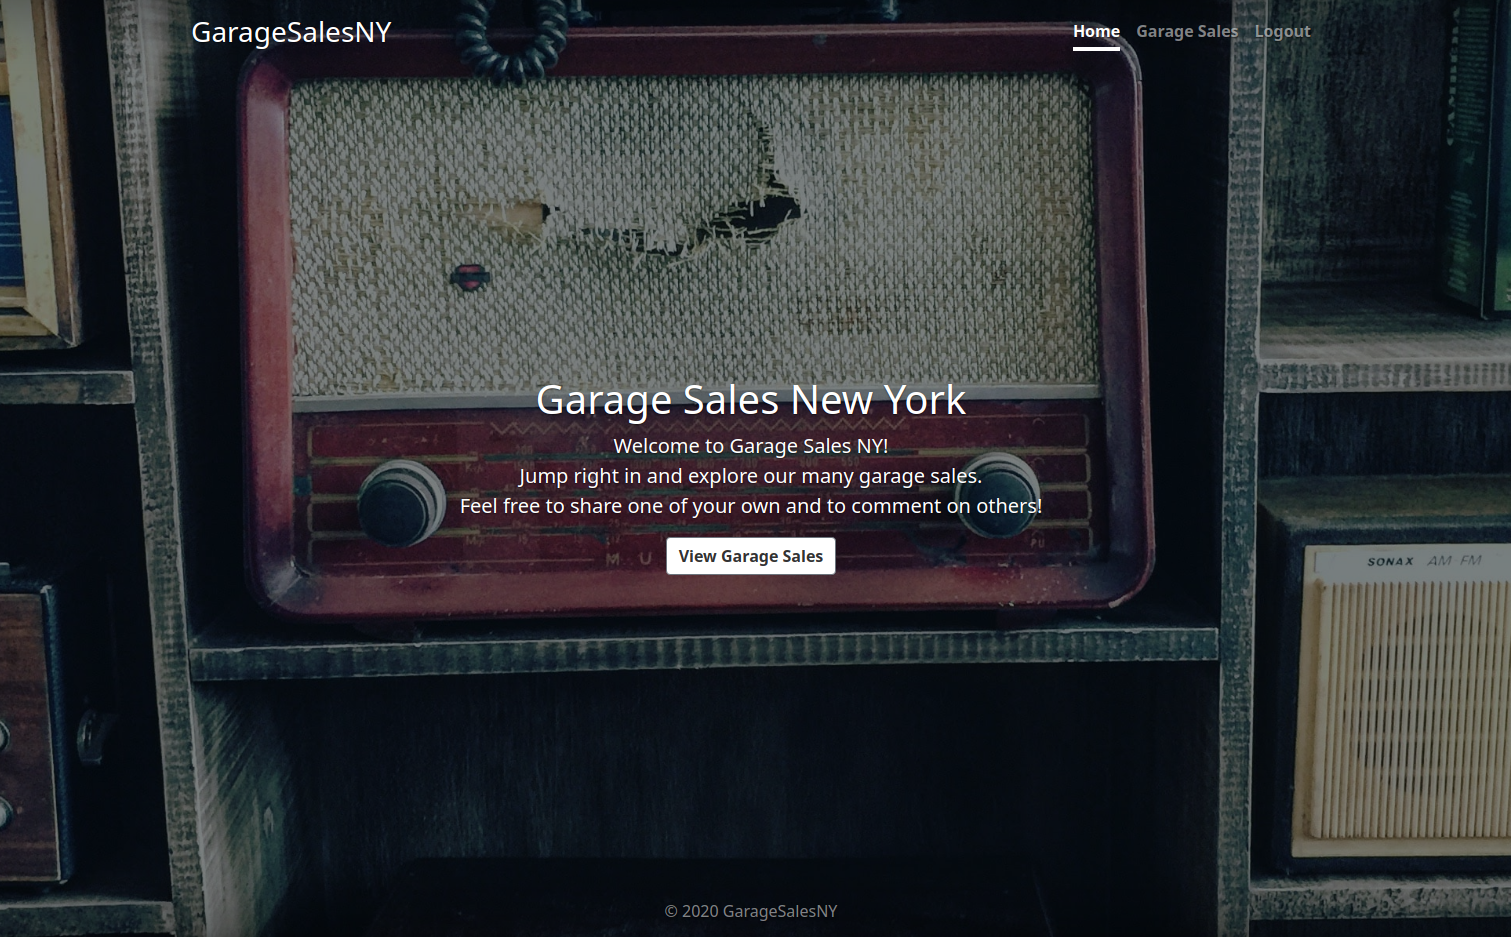 GarageSalesNY
Home Garage Sales Logout
Garage Sales New York
Welcome to Garage Sales NY!
Jump right in and explore our many garage sales.
Feel free to share one of your own and to comment on others!
View Garage Sales
SONAX AM-FM
© 2020 GarageSalesNY